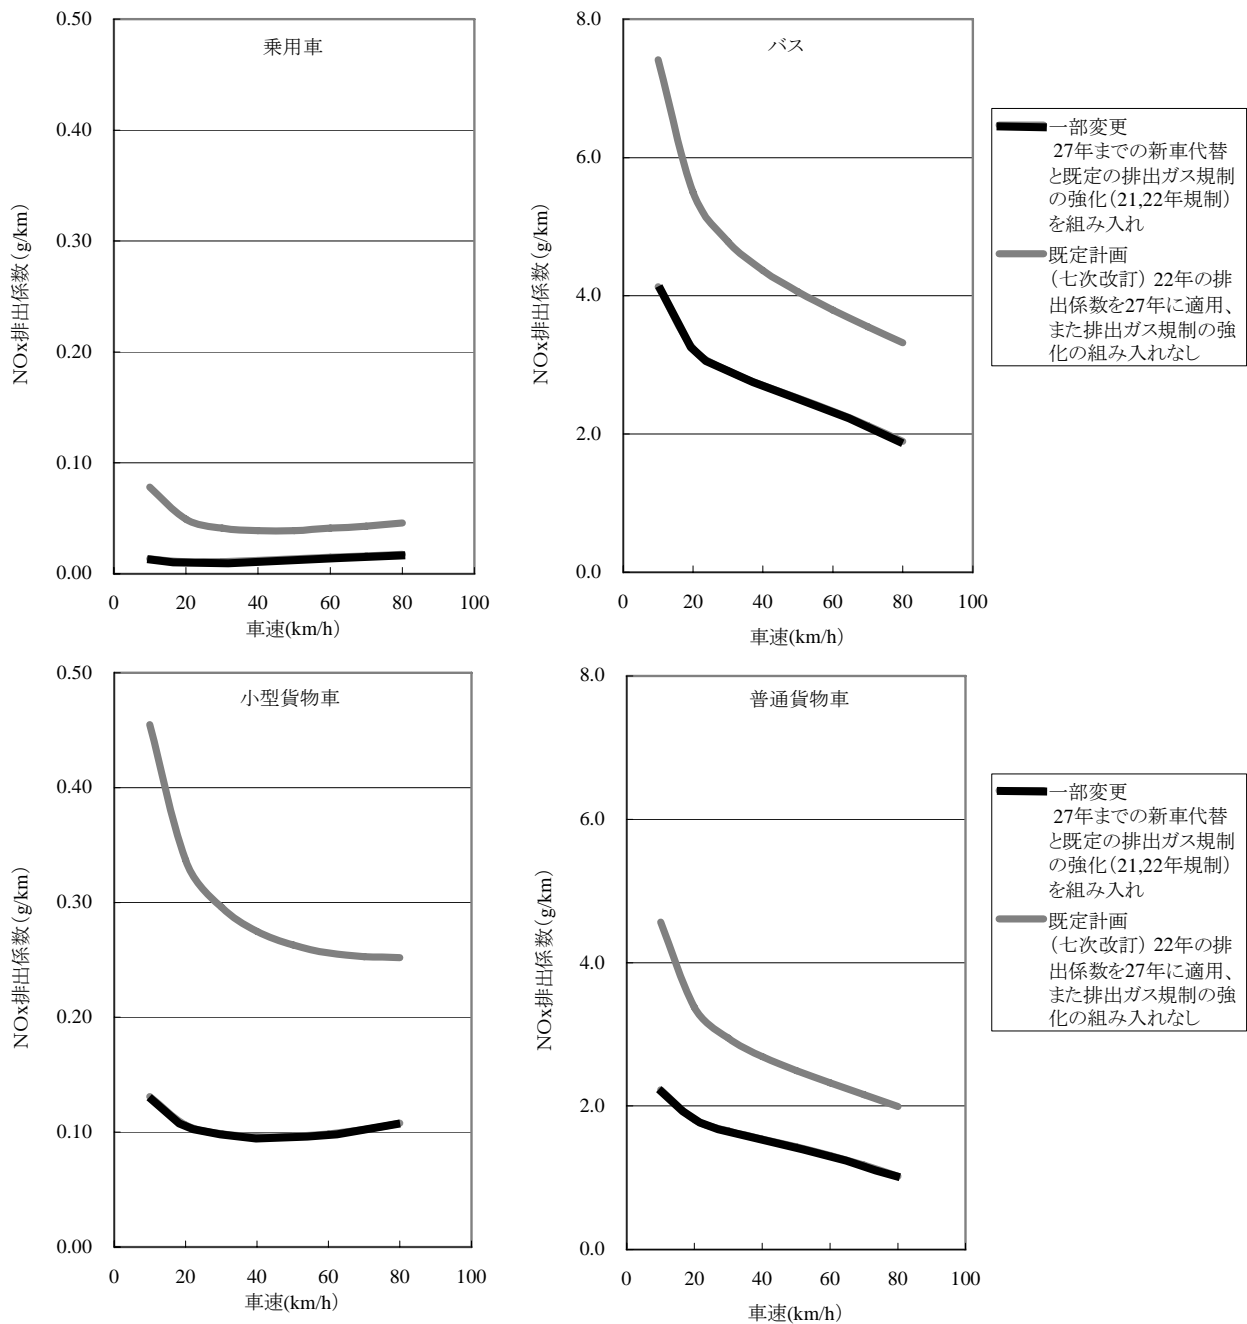 乗用車
0.50
0.40
0.30
0.20
0.10
0.00
0
20
40
60
80
100
車速(km/h)
NOx排出係数(g/km)
バス
8.0
6.0
4.0
2.0
0.0
0
20
40
60
80
100
車速(km/h)
NOx排出係数(g/km)
一部変更
27年までの新車代替
と既定の排出ガス規制
の強化(21,22年規制)
を組み入れ
既定計画
(七次改訂) 22年の排
出係数を27年に適用、
また排出ガス規制の強
化の組み入れなし
小型貨物車
0.50
0.40
0.30
0.20
0.10
0.00
0
20
40
60
80
100
車速(km/h)
NOx排出係数(g/km)
普通貨物車
8.0
6.0
4.0
2.0
0.0
0
20
40
60
80
100
車速(km/h)
NOx排出係数(g/km)
一部変更
27年までの新車代替
と既定の排出ガス規制
の強化(21,22年規制)
を組み入れ
既定計画
(七次改訂) 22年の排
出係数を27年に適用、
また排出ガス規制の強
化の組み入れなし